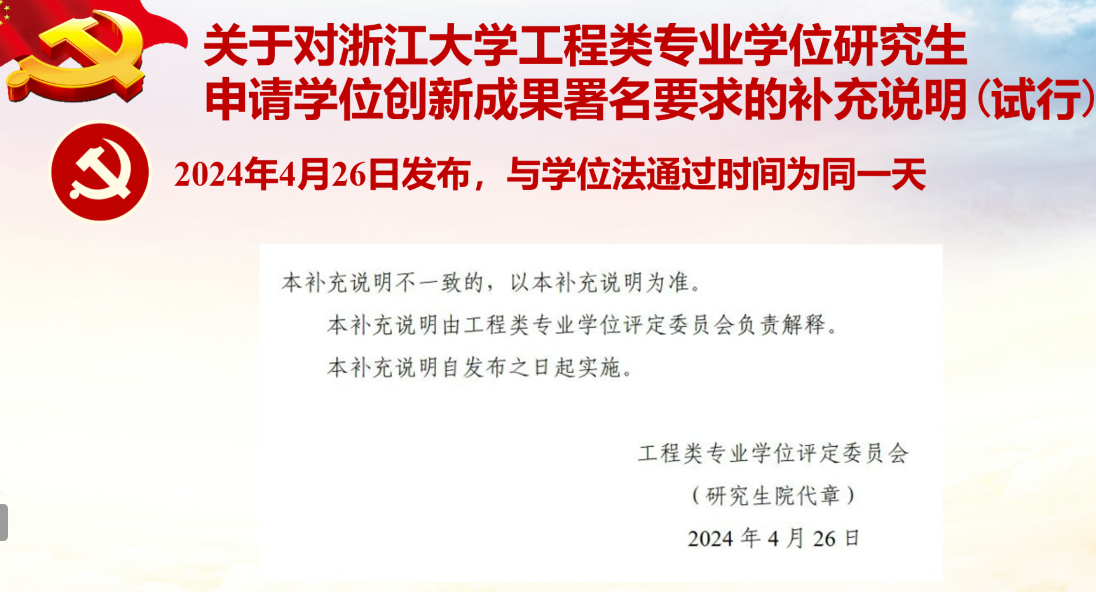 关于对浙江大学工程类专业学位研究生
申请学位创新成果署名要求的补充说明(试行)
2024年4月26日发布，与学位法通过时间为同一天
本补充说明不一致的，以本补充说明为准。
本补充说明由工程类专业学位评定委员会负责解释。
本补充说明自发布之日起实施。
工程类专业学位评定委员会
（研究生院代章）
2024 年 4 月 26 日